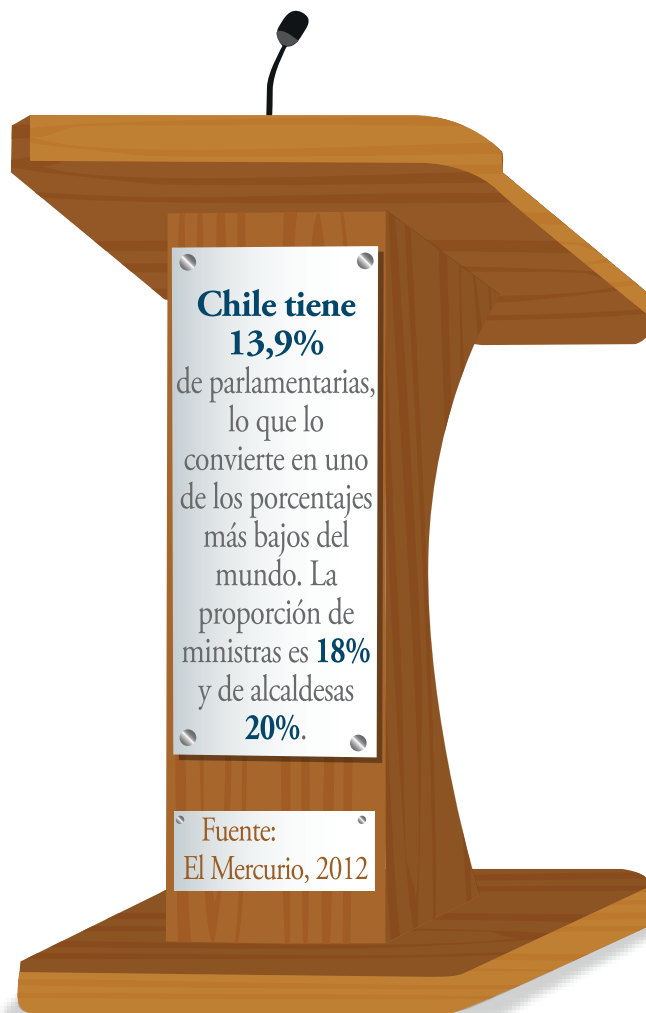 Chile tiene
13,9%
de parlamentarias,
lo que lo
convierte en uno
de los porcentajes
más bajos del
mundo. La
proporción de
ministras es 18%
y de alcaldesas
20%.
Fuente:
El Mercurio, 2012